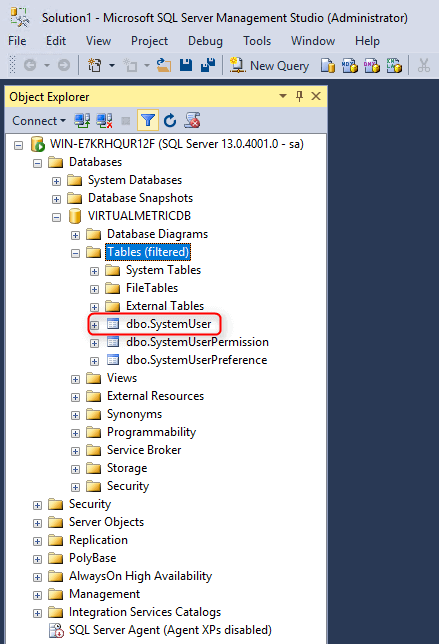 Solution1 - Microsoft SQL Server Management Studio (Administrator)
File Edit View Project Debug Tools Window Help
New Query
Object Explorer
Connect
WIN-E7KRHQUR12F (SQL Server 13.0.4001.0 - sa)
Databases
System Databases
Database Snapshots
VIRTUALMETRICDB
Database Diagrams
Tables (filtered)
System Tables
FileTables
External Tables
dbo.SystemUser
dbo.SystemUserPermission
dbo.SystemUserPreference
Views
External Resources
Synonyms
Programmability
Service Broker
Storage
Security
Security
Server Objects
Replication
PolyBase
AlwaysOn High Availability
Management
Integration Services Catalogs
SQL Server Agent (Agent XPs disabled)